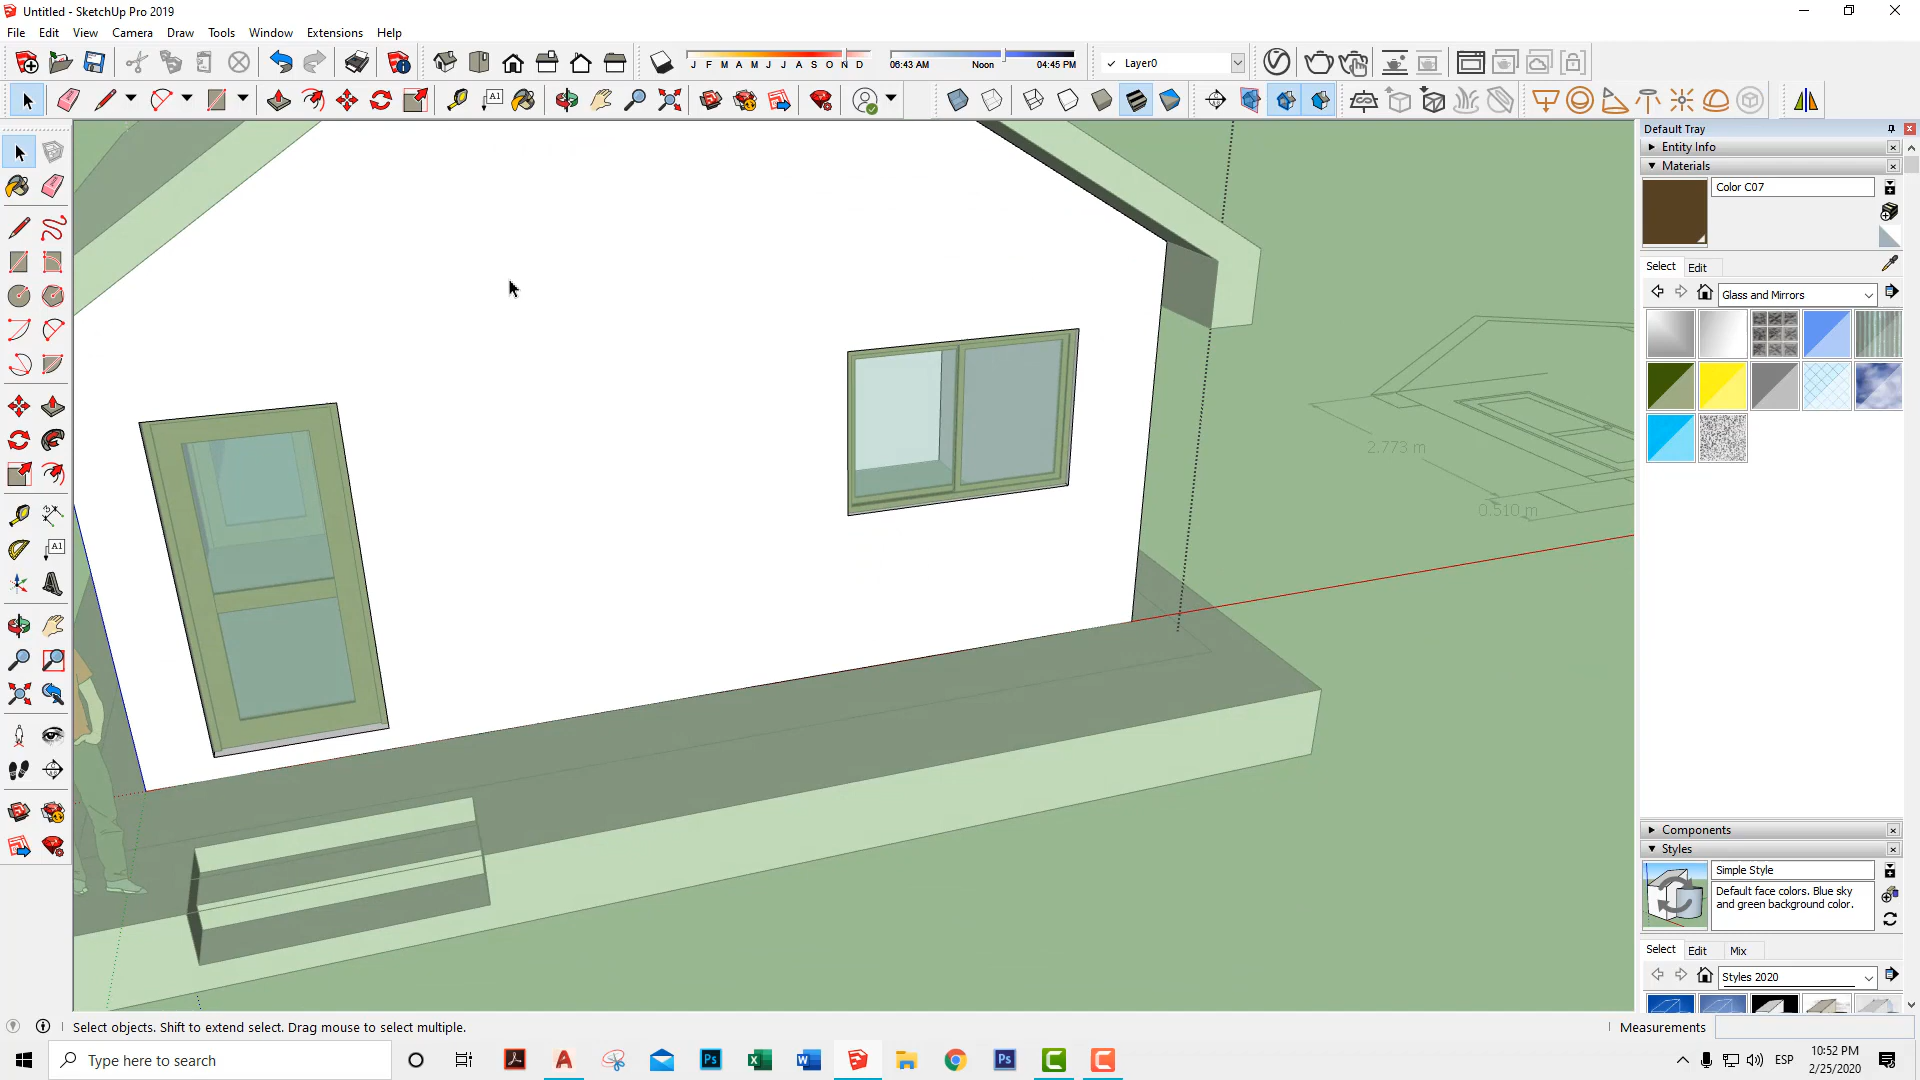 Untitled - SketchUp Pro 2019
File Edit View Camera Draw Tools Window Extensions Help
J F M A M J J A S O N D
06:43 AM Noon 04:45 PM
Layer0
A1
Default Tray
Entity Info
Materials
Color C07
Select Edit
Glass and Mirrors
2.773 m
0.510 m
A1
Components
Styles
Simple Style
Default face colors. Blue sky
and green background color.
Select Edit Mix
Styles 2020
Select objects. Shift to extend select. Drag mouse to select multiple.
Measurements
Type here to search
ESP
10:52 PM
2/25/2020